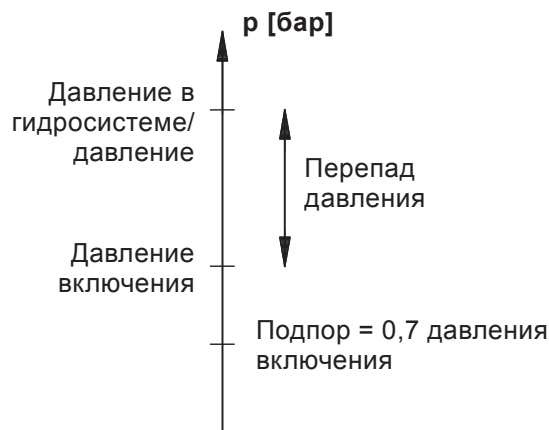 p [бар]
Давление в
гидросистеме/
давление
Перепад
давления
Давление
включения
Подпор = 0,7 давления
включения